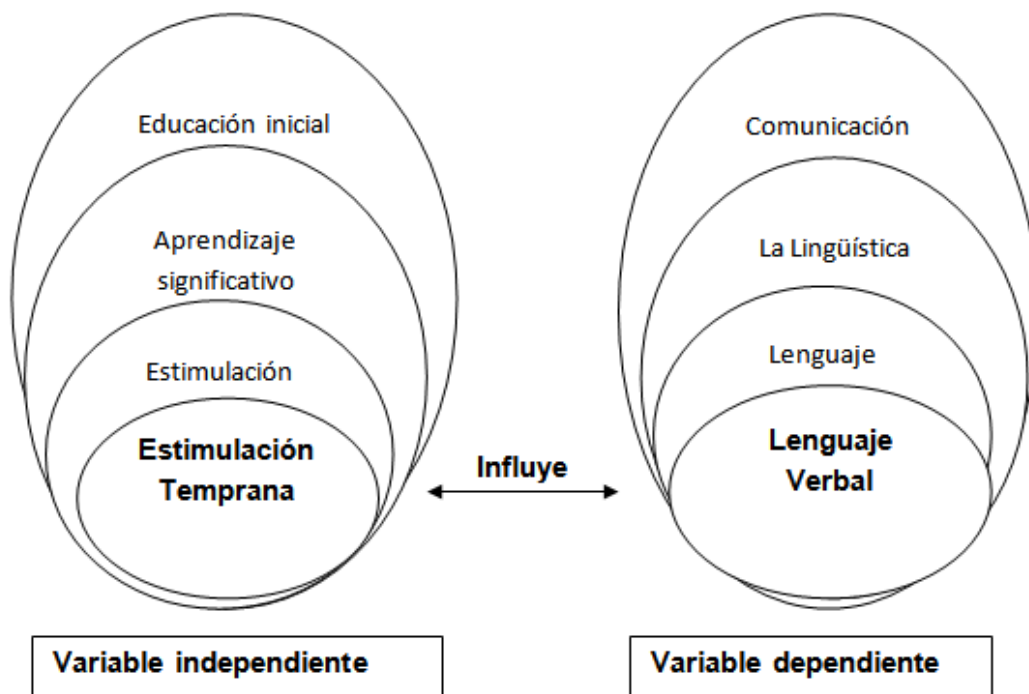 Educación inicial
Aprendizaje
significativo
Estimulación
Estimulación
Temprana
Influye
Comunicación
La Lingüística
Lenguaje
Lenguaje
Verbal
Variable independiente
Variable dependiente